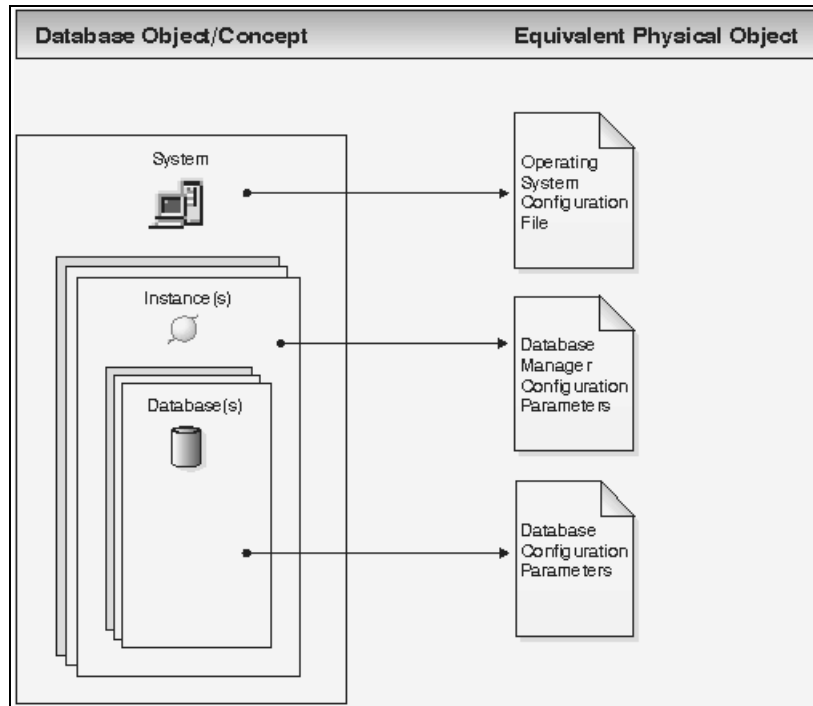 Database Object/Concept
Equivalent Physical Object
System
Operating
System
Configuration
File
Instance(s)
Database
Manager
Configuration
Parameters
Database(s)
Database
Configuration
Parameters